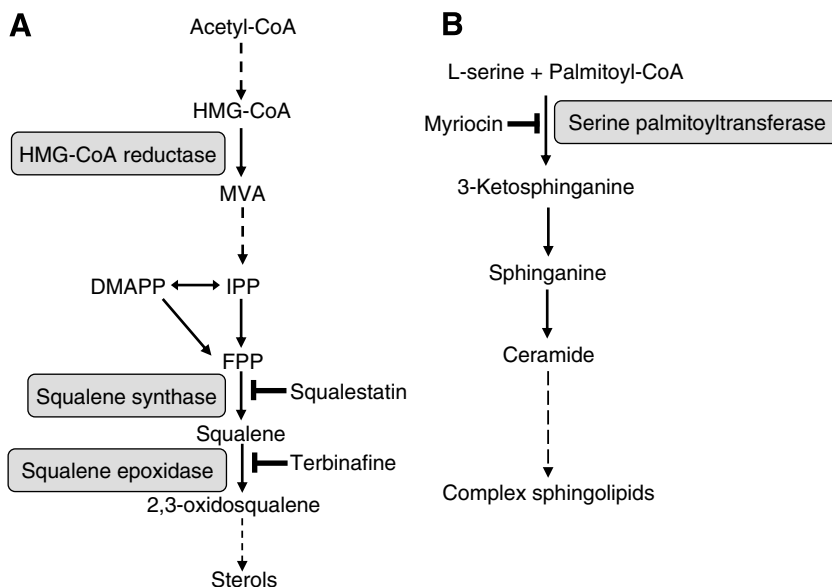 A
Acetyl-CoA
HMG-CoA
HMG-CoA reductase
MVA
DMAPP
IPP
FPP
Squalene synthase
Squalestatin
Squalene
Squalene epoxidase
Terbinafine
2,3-oxidosqualene
Sterols
B
L-serine + Palmitoyl-CoA
Myriocin
Serine palmitoyltransferase
3-Ketosphinganine
Sphinganine
Ceramide
Complex sphingolipids